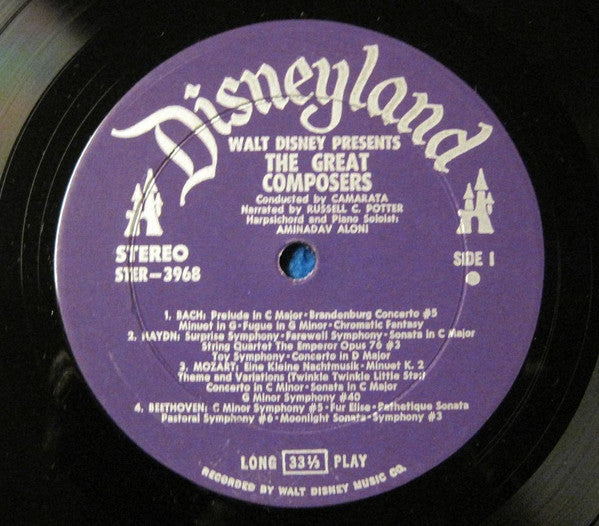 Disneyland
WALT DISNEY PRESENTS
THE GREAT
COMPOSERS
Conducted by CAMARATA
Narrated by RUSSELL C. POTTER
Harpsichord and Piano Soloist:
AMINADAV ALONI
STEREO
STER-3968
SIDE 1
1. BACH: Prelude in C Major · Brandenburg Concerto #5
Minuet in G · Fugue in G Minor · Chromatic Fantasy
2. HAYDN: Surprise Symphony · Farewell Symphony · Sonata in C Major
String Quartet The Emperor Opus 76 #3
Toy Symphony · Concerto in D Major
3. MOZART: Eine Kleine Nachtmusik · Minuet K. 2
Theme and Variations (Twinkle Twinkle Little Star)
Concerto in C Minor · Sonata in C Major
G Minor Symphony #40
4. BEETHOVEN: C Minor Symphony #5 · Fur Elise · Pathetique Sonata
Pastoral Symphony #6 · Moonlight Sonata · Symphony #3
LONG 33⅓ PLAY
RECORDED BY WALT DISNEY MUSIC CO.